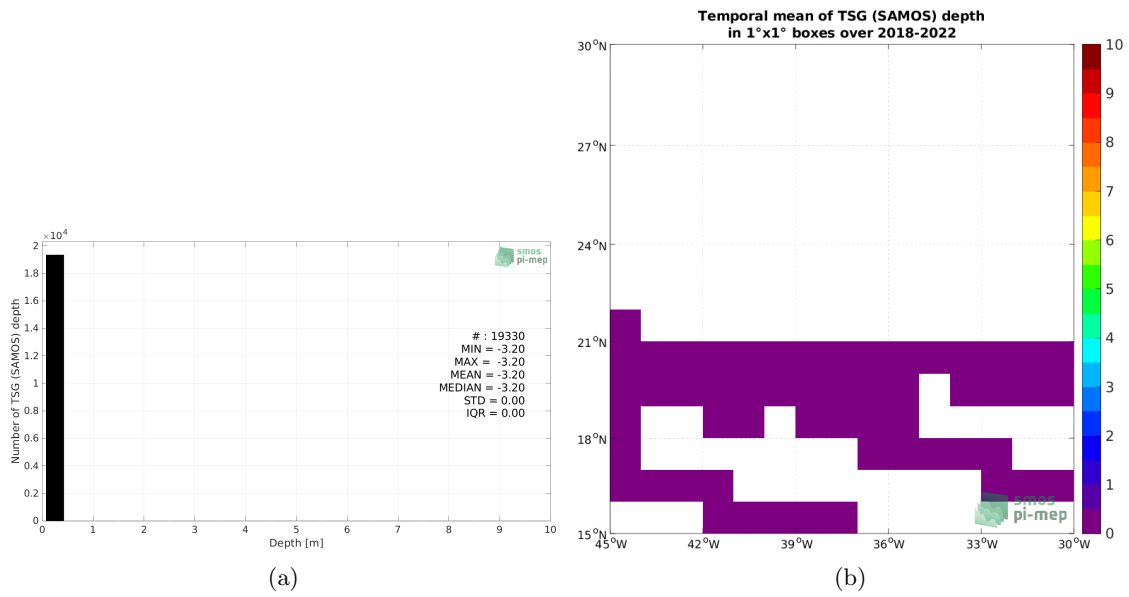 ×10⁴
2
1.8
1.6
1.4
1.2
1
0.8
0.6
0.4
0.2
0
Number of TSG (SAMOS) depth
smos
pi-mep
# : 19330
MIN = -3.20
MAX = -3.20
MEAN = -3.20
MEDIAN = -3.20
STD = 0.00
IQR = 0.00
0 1 2 3 4 5 6 7 8 9 10
Depth [m]
(a)
Temporal mean of TSG (SAMOS) depth
in 1°x1° boxes over 2018-2022
30°N
27°N
24°N
21°N
18°N
15°N
45°W 42°W 39°W 36°W 33°W 30°W
smos
pi-mep
10
9
8
7
6
5
4
3
2
1
0
(b)